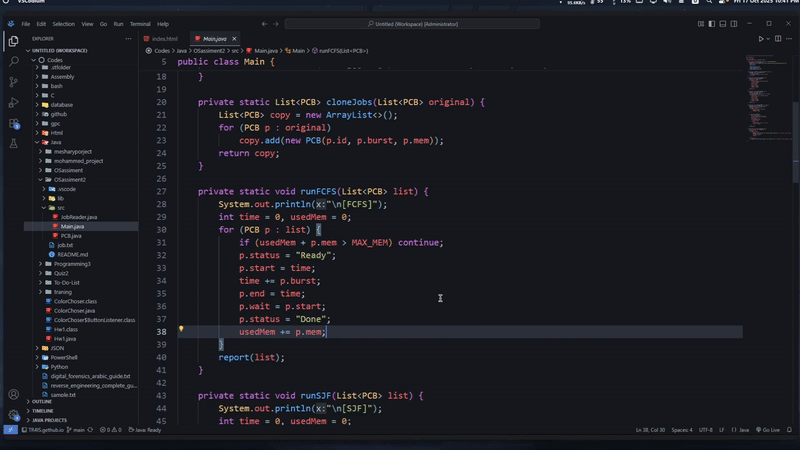 VSCodium
Fri 17 Oct 2025 10:41 PM
File Edit Selection View Go Run Terminal Help
Untitled (Workspace) [Administrator]
EXPLORER
UNTITLED (WORKSPACE)
Codes
.stfolder
Assembly
bash
C
database
github
gpc
Html
Java
mesharyporject
mohammed_project
OSassiment
OSassiment2
.vscode
lib
src
JobReader.java
Main.java
PCB.java
job.txt
README.md
Programming3
Quiz2
To-Do-List
training
ColorChoser.class
ColorChoser.java
ColorChoser$ButtonListener.class
Hw1.class
Hw1.java
JSON
PowerShell
Python
digital_forensics_arabic_guide.txt
reverse_engineering_complete_gu...
sample.txt
OUTLINE
TIMELINE
JAVA PROJECTS
index.html
Main.java
Codes > Java > OSassiment2 > src > Main.java > Main > runFCFS(List<PCB>)
5 public class Main {
18 }
19
20 private static List<PCB> cloneJobs(List<PCB> original) {
21 List<PCB> copy = new ArrayList<>();
22 for (PCB p : original)
23 copy.add(new PCB(p.id, p.burst, p.mem));
24 return copy;
25 }
26
27 private static void runFCFS(List<PCB> list) {
28 System.out.println(x:"\n[FCFS]");
29 int time = 0, usedMem = 0;
30 for (PCB p : list) {
31 if (usedMem + p.mem > MAX_MEM) continue;
32 p.status = "Ready";
33 p.start = time;
34 time += p.burst;
35 p.end = time;
36 p.wait = p.start;
37 p.status = "Done";
38 usedMem += p.mem;
39 }
40 report(list);
41 }
42
43 private static void runSJF(List<PCB> list) {
44 System.out.println(x:"\n[SJF]");
45 int time = 0, usedMem = 0;
main 0 0 Java: Ready
Ln 38, Col 30 Spaces: 4 UTF-8 LF {} Java Go Live